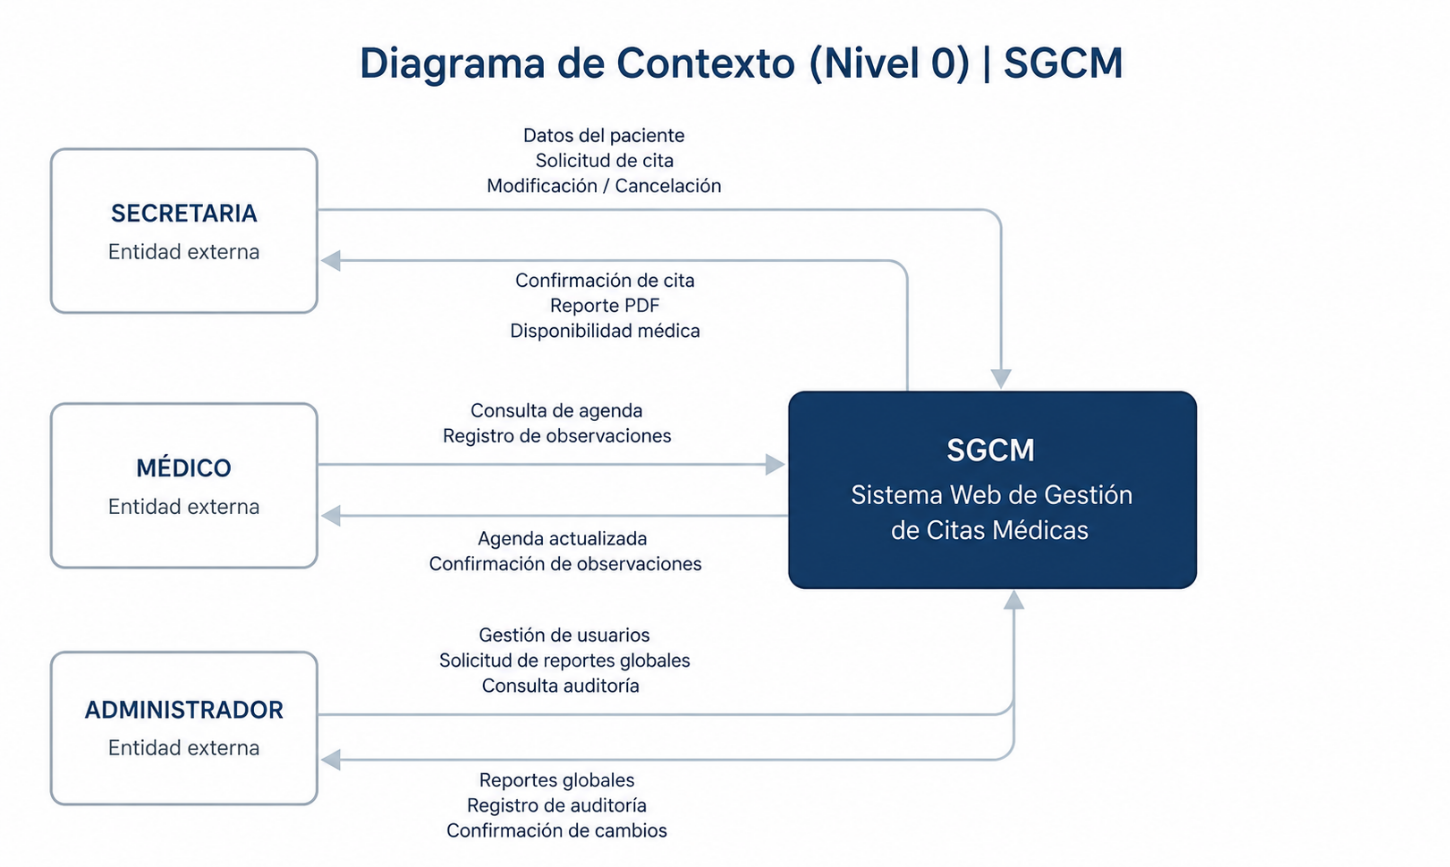 Diagrama de Contexto (Nivel 0) | SGCM
Datos del paciente
Solicitud de cita
Modificación / Cancelación
SECRETARIA
Entidad externa
Confirmación de cita
Reporte PDF
Disponibilidad médica
Consulta de agenda
Registro de observaciones
MÉDICO
Entidad externa
SGCM
Sistema Web de Gestión
de Citas Médicas
Agenda actualizada
Confirmación de observaciones
Gestión de usuarios
Solicitud de reportes globales
Consulta auditoría
ADMINISTRADOR
Entidad externa
Reportes globales
Registro de auditoría
Confirmación de cambios